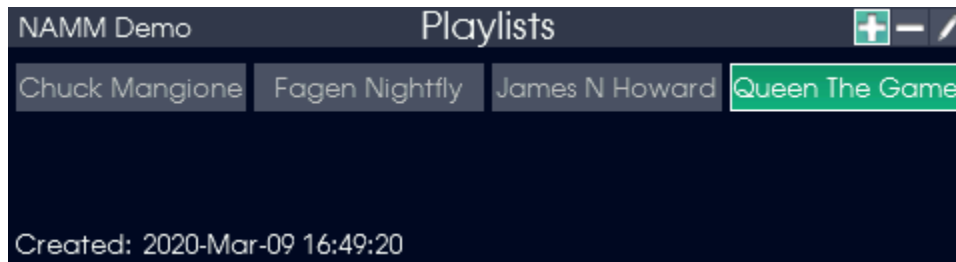 NAMM Demo Playlists
Chuck Mangione Fagen Nightfly James N Howard Queen The Game
Created: 2020-Mar-09 16:49:20